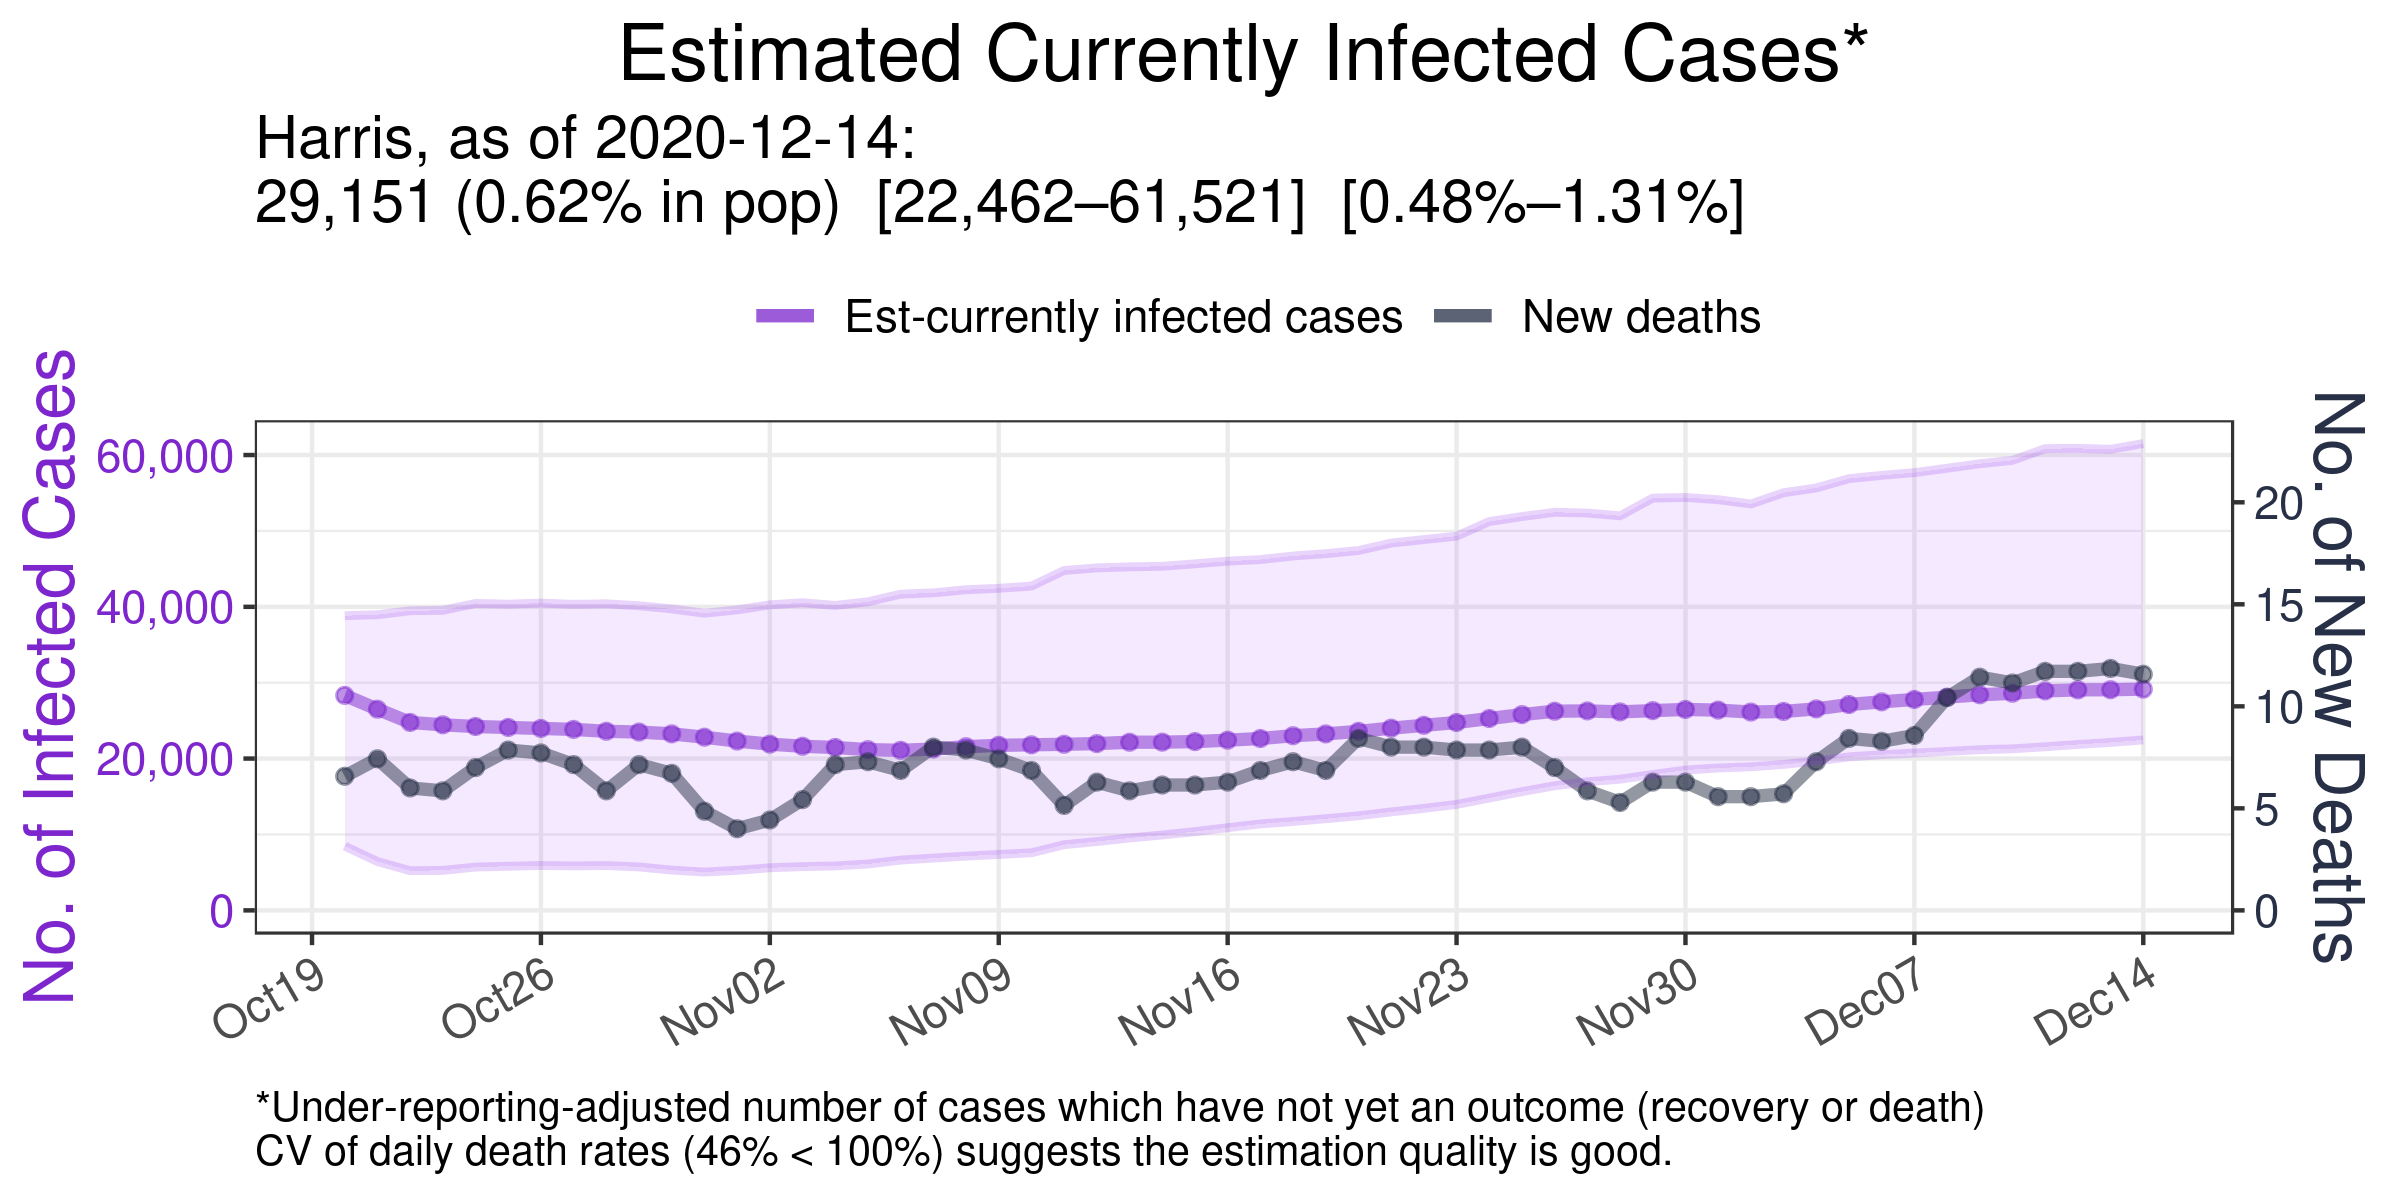 Estimated Currently Infected Cases*
Harris, as of 2020-12-14:
29,151 (0.62% in pop) [22,462–61,521] [0.48%–1.31%]
Est-currently infected cases New deaths
No. of Infected Cases
60,000
40,000
20,000
0
No. of New Deaths
20
15
10
5
0
Oct19 Oct26 Nov02 Nov09 Nov16 Nov23 Nov30 Dec07 Dec14
*Under-reporting-adjusted number of cases which have not yet an outcome (recovery or death)
CV of daily death rates (46% < 100%) suggests the estimation quality is good.